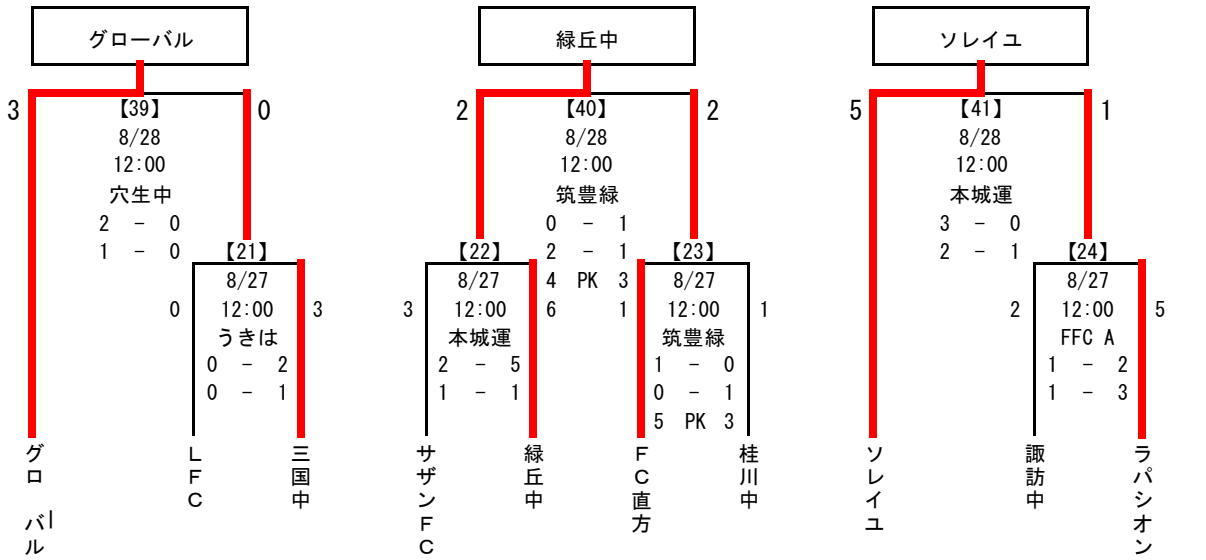 グローバル 緑丘中 ソレイユ
3 【39】 0 2 【40】 2 5 【41】 1
8/28 8/28 8/28
12:00 12:00 12:00
穴生中 筑豊緑 本城運
2 - 0 0 - 1 3 - 0
1 - 0 【21】 【22】 2 - 1 【23】 2 - 1 【24】
8/27 8/27 4 PK 3 8/27 8/27
0 12:00 3 3 12:00 6 1 12:00 1 2 12:00 5
うきは 本城運 筑豊緑 FFC A
0 - 2 2 - 5 1 - 0 1 - 2
0 - 1 1 - 1 0 - 1 1 - 3
5 PK 3
グローバル
LFC
三国中
サザンFC
緑丘中
FC直方
桂川中
ソレイユ
諏訪中
ラパシオン